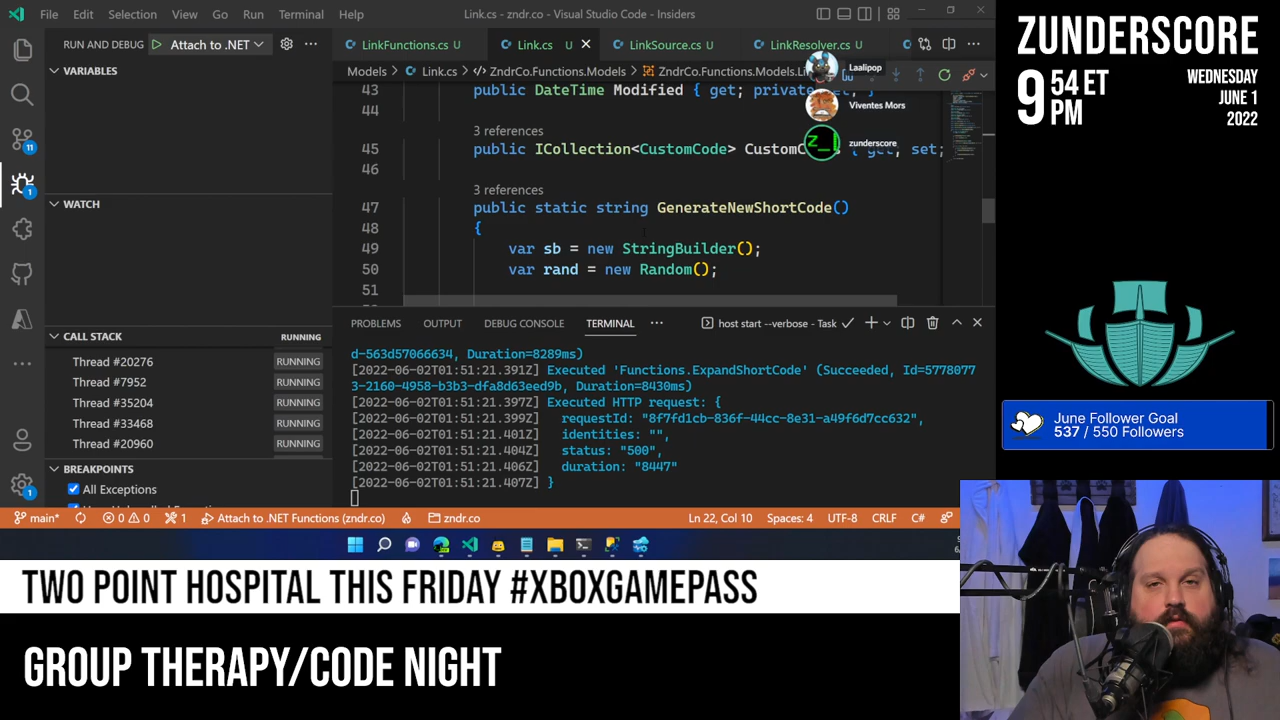 File Edit Selection View Go Run Terminal Help
Link.cs - zndr.co - Visual Studio Code - Insiders
RUN AND DEBUG Attach to .NET
VARIABLES
WATCH
CALL STACK RUNNING
Thread #20276 RUNNING
Thread #7952 RUNNING
Thread #35204 RUNNING
Thread #33468 RUNNING
Thread #20960 RUNNING
BREAKPOINTS
All Exceptions
11
1
1
LinkFunctions.cs U Link.cs U LinkSource.cs U LinkResolver.cs U
Models > Link.cs > ZndrCo.Functions.Models >
43 public DateTime Modified { get;
44
3 references
45 public ICollection<CustomCode> get; set;
46
3 references
47 public static string GenerateNewShortCode()
48 {
49 var sb = new StringBuilder();
50 var rand = new Random();
51
Laalipop
Viventes Mors
zunderscore
PROBLEMS OUTPUT DEBUG CONSOLE TERMINAL host start --verbose - Task
d-563d57066634, Duration=8289ms)
[2022-06-02T01:51:21.391Z] Executed 'Functions.ExpandShortCode' (Succeeded, Id=5778077
3-2160-4958-b3b3-dfa8d63eed9b, Duration=8430ms)
[2022-06-02T01:51:21.397Z] Executed HTTP request: {
[2022-06-02T01:51:21.399Z] requestId: "8f7fd1cb-836f-44cc-8e31-a49f6d7cc632",
[2022-06-02T01:51:21.401Z] identities: "",
[2022-06-02T01:51:21.404Z] status: "500",
[2022-06-02T01:51:21.406Z] duration: "8447"
[2022-06-02T01:51:21.407Z] }
main* 0 0 1 Attach to .NET Functions (zndr.co) zndr.co Ln 22, Col 10 Spaces: 4 UTF-8 CRLF C#
ZUNDERSCORE
9 54 ET
PM
WEDNESDAY
JUNE 1
2022
June Follower Goal
537 / 550 Followers
TWO POINT HOSPITAL THIS FRIDAY #XBOXGAMEPASS
GROUP THERAPY/CODE NIGHT